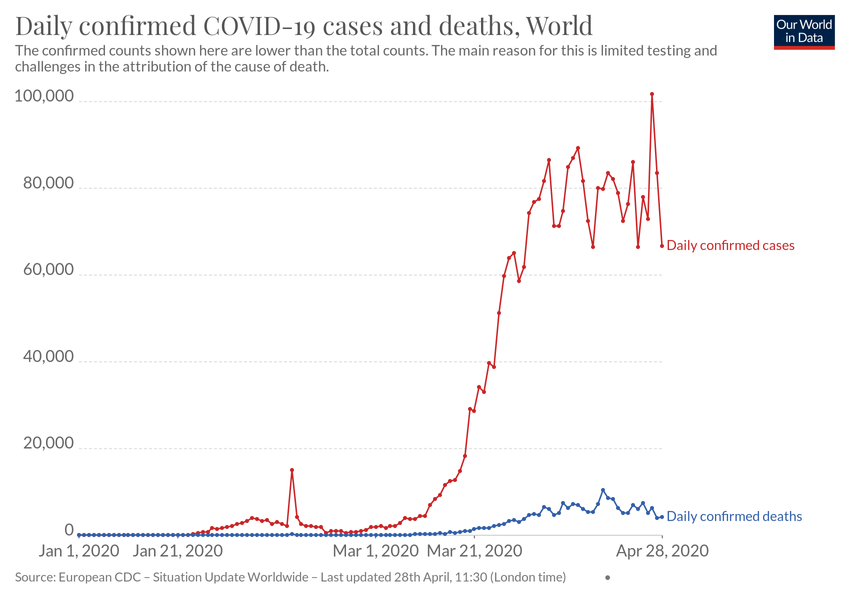 Daily confirmed COVID-19 cases and deaths, World
Our World
in Data
The confirmed counts shown here are lower than the total counts. The main reason for this is limited testing and
challenges in the attribution of the cause of death.
100,000
80,000
60,000
Daily confirmed cases
40,000
20,000
Daily confirmed deaths
0
Jan 1, 2020 Jan 21, 2020 Mar 1, 2020 Mar 21, 2020 Apr 28, 2020
Source: European CDC – Situation Update Worldwide – Last updated 28th April, 11:30 (London time)